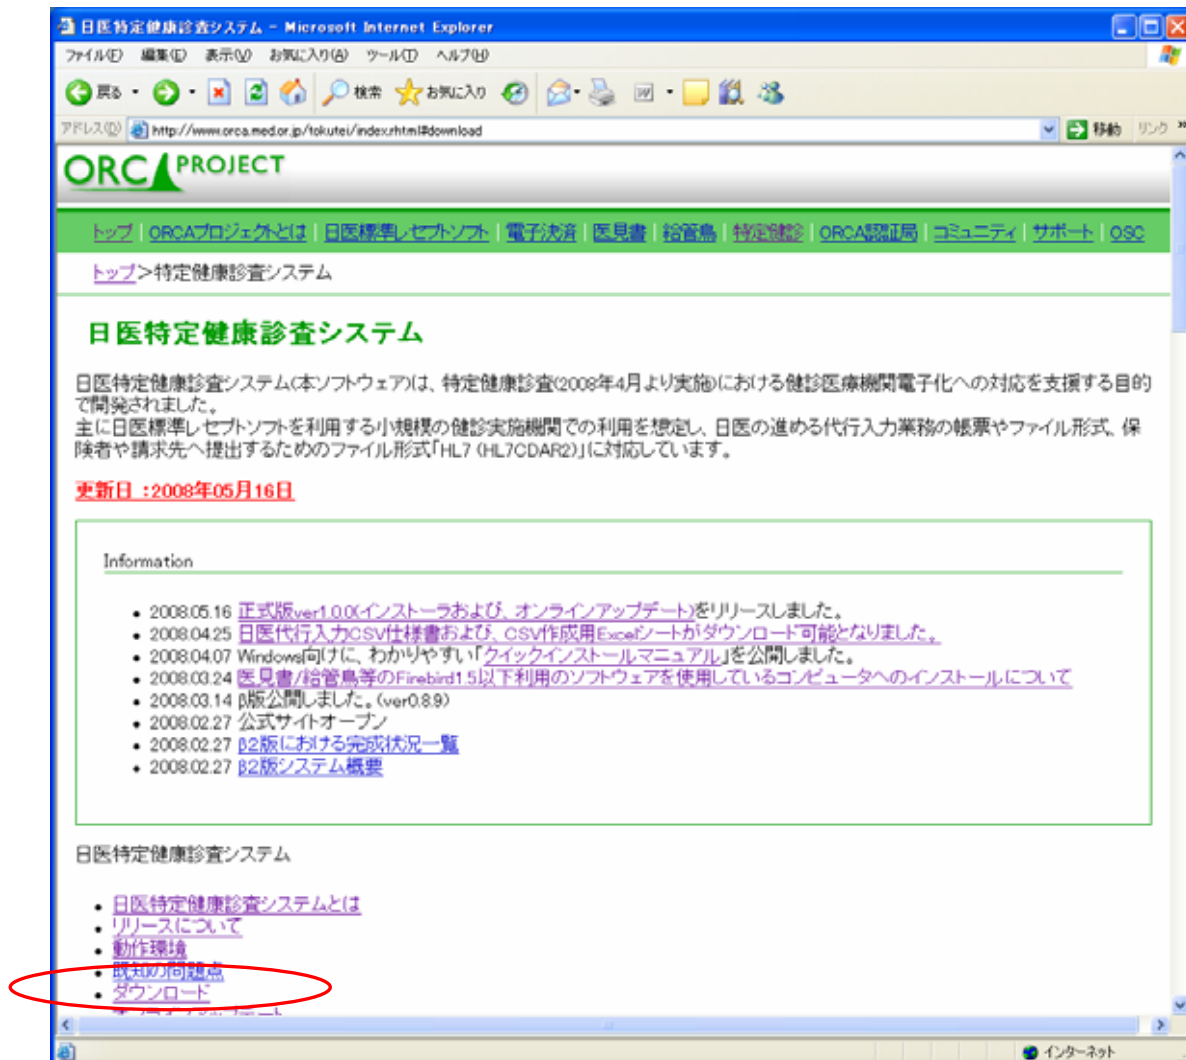 日医特定健康診査システム - Microsoft Internet Explorer
ファイル(F) 編集(E) 表示(V) お気に入り(A) ツール(T) ヘルプ(H)
戻る 検索 お気に入り
アドレス(D) http://www.orca.med.or.jp/tokutei/index.rhtml#download 移動 リンク »
ORCA PROJECT
トップ | ORCAプロジェクトとは | 日医標準レセプトソフト | 電子決済 | 医見書 | 給管鳥 | 特定健診 | ORCA認証局 | コミュニティ | サポート | OSC
トップ>特定健康診査システム
日医特定健康診査システム
日医特定健康診査システム(本ソフトウェア)は、特定健康診査(2008年4月より実施)における健診医療機関電子化への対応を支援する目的
で開発されました。
主に日医標準レセプトソフトを利用する小規模の健診実施機関での利用を想定し、日医の進める代行入力業務の帳票やファイル形式、保
険者や請求先へ提出するためのファイル形式「HL7 (HL7CDAR2)」に対応しています。
更新日 :2008年05月16日
Information
• 2008.05.16 正式版ver1.0.0(インストーラおよび、オンラインアップデート)をリリースしました。
• 2008.04.25 日医代行入力CSV仕様書および、CSV作成用Excelシートがダウンロード可能となりました。
• 2008.04.07 Windows向けに、わかりやすい「クイックインストールマニュアル」を公開しました。
• 2008.03.24 医見書/給管鳥等のFirebird1.5以下利用のソフトウェアを使用しているコンピュータへのインストールについて
• 2008.03.14 β版公開しました。(ver0.8.9)
• 2008.02.27 公式サイトオープン
• 2008.02.27 β2版における完成状況一覧
• 2008.02.27 β2版システム概要
日医特定健康診査システム
• 日医特定健康診査システムとは
• リリースについて
• 動作環境
• 既知の問題点
• ダウンロード
インターネット